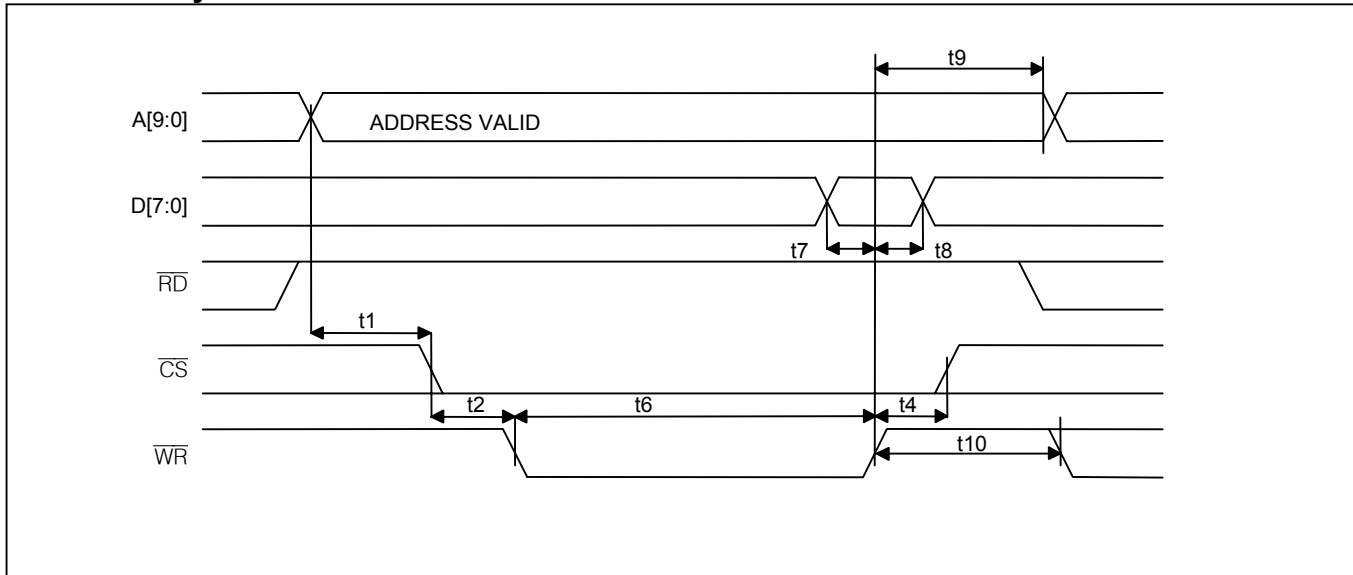 t9
A[9:0] ADDRESS VALID
D[7:0]
t7 t8
RD
t1
CS
t2 t6 t4
WR
t10